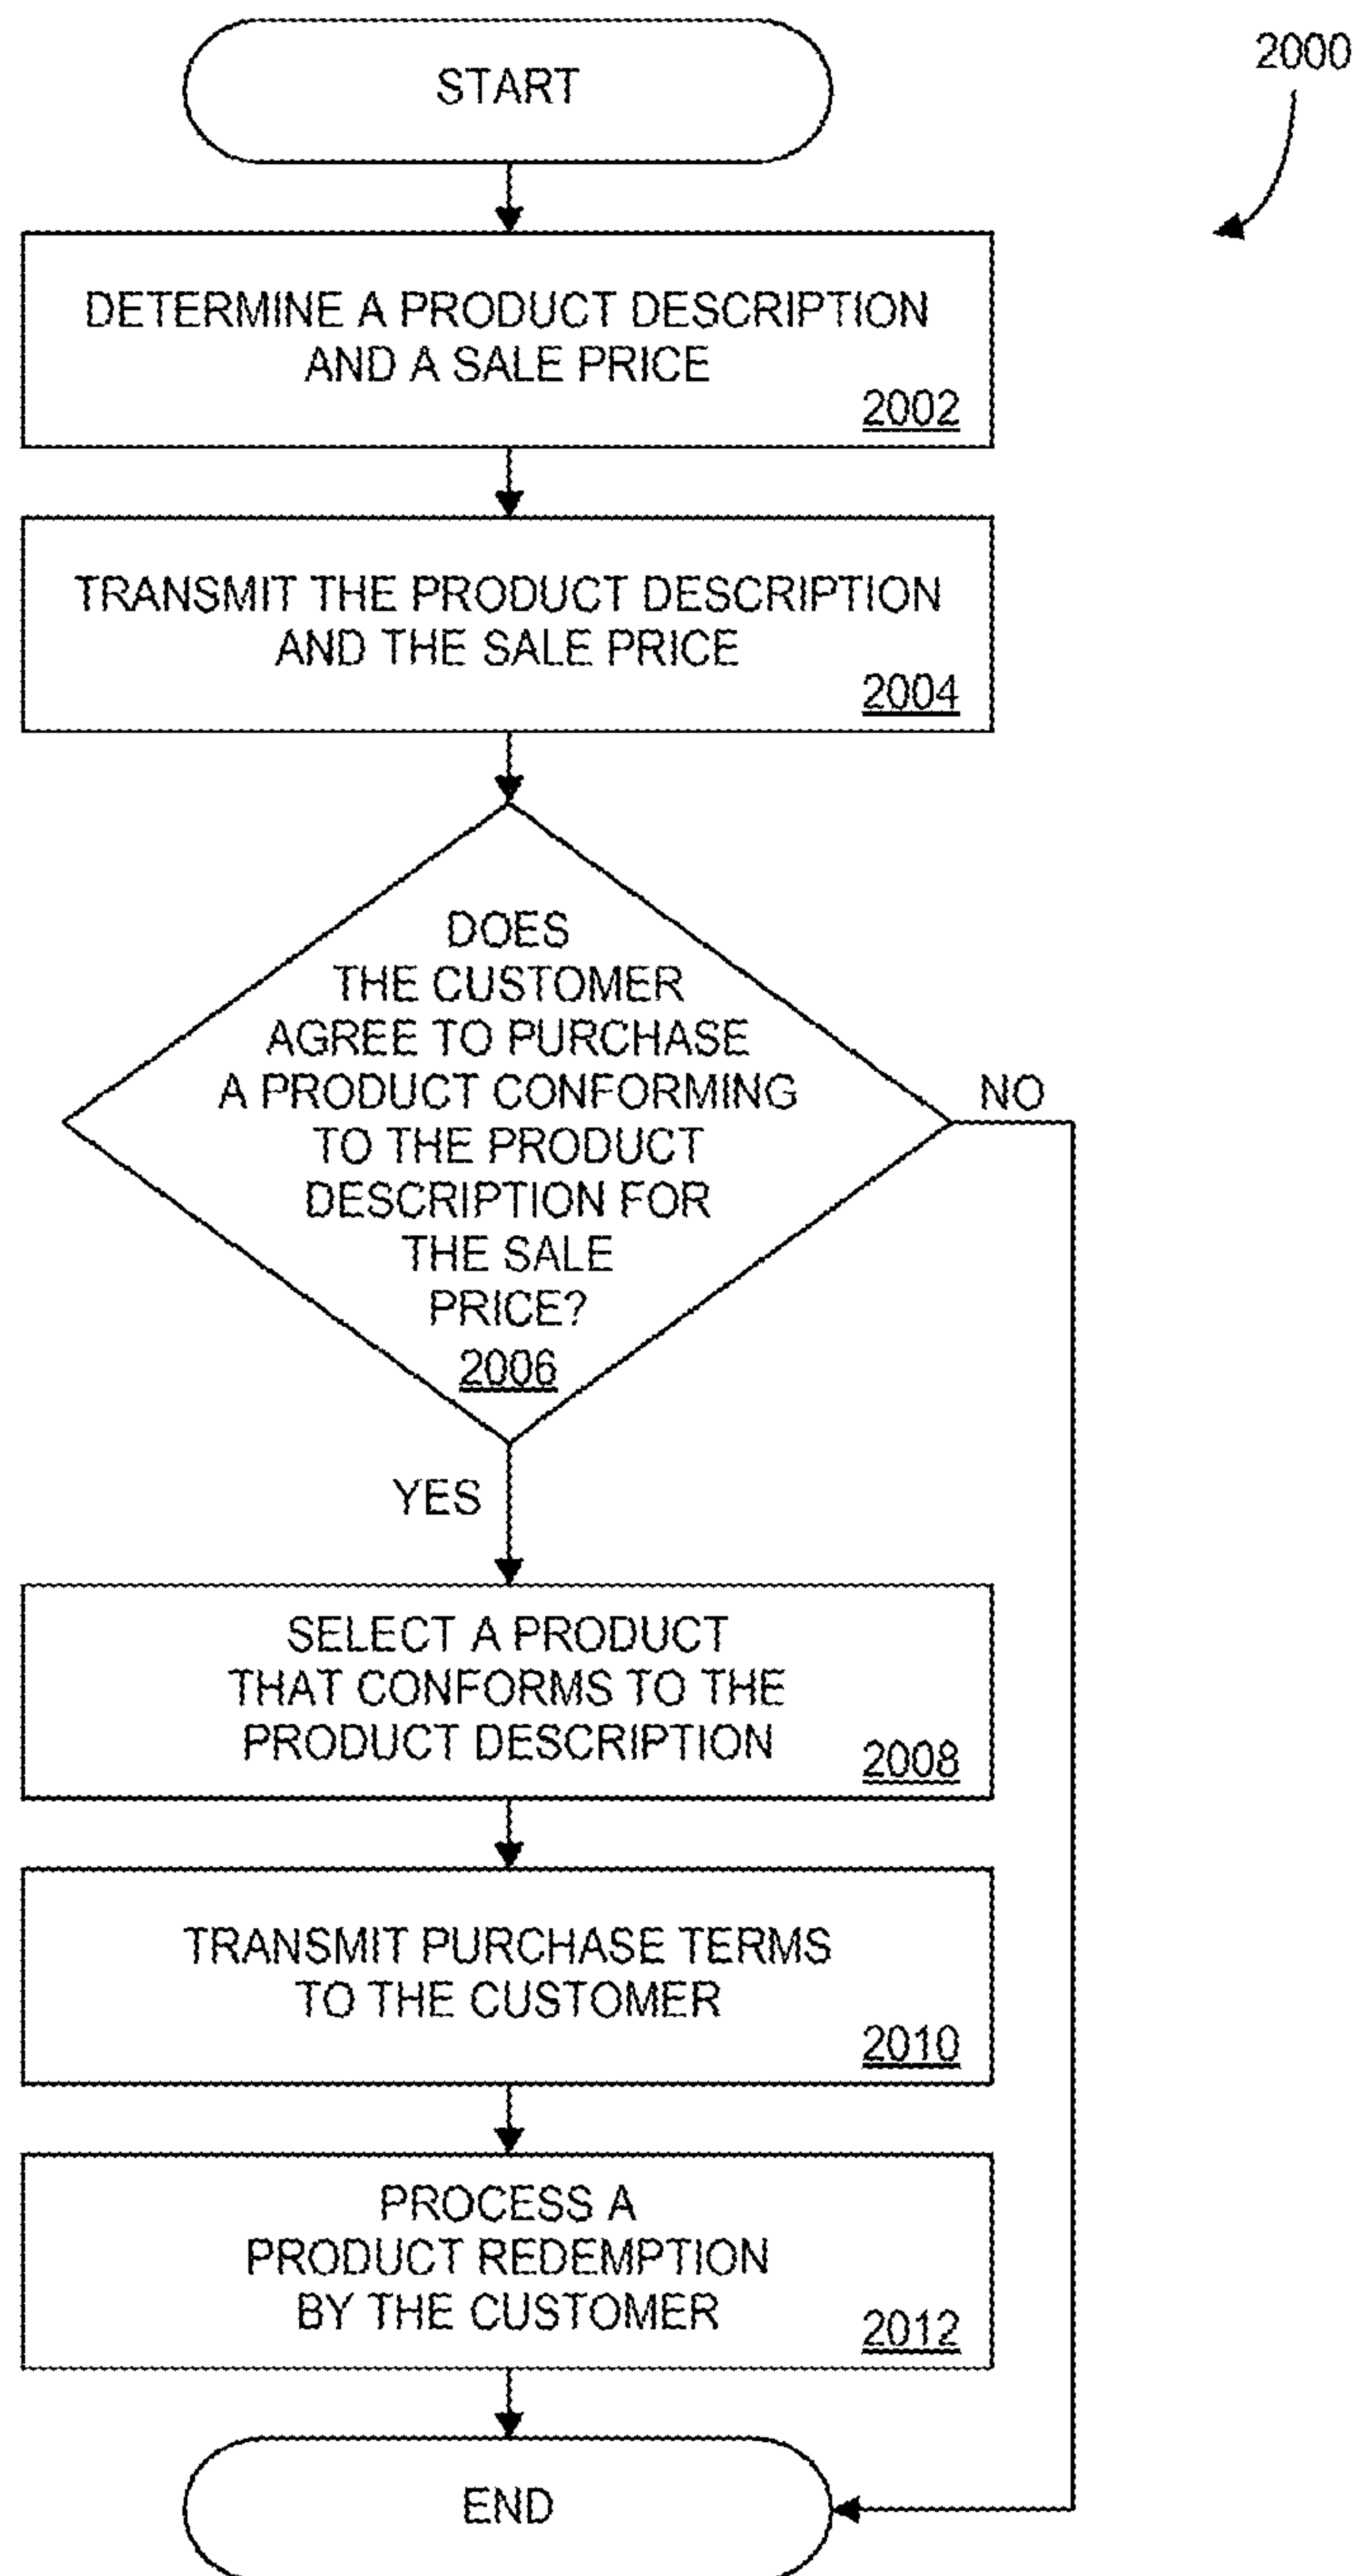 START
2000
DETERMINE A PRODUCT DESCRIPTION
AND A SALE PRICE
2002
TRANSMIT THE PRODUCT DESCRIPTION
AND THE SALE PRICE
2004
DOES
THE CUSTOMER
AGREE TO PURCHASE
A PRODUCT CONFORMING
TO THE PRODUCT
DESCRIPTION FOR
THE SALE
PRICE?
2006
NO
YES
SELECT A PRODUCT
THAT CONFORMS TO THE
PRODUCT DESCRIPTION
2008
TRANSMIT PURCHASE TERMS
TO THE CUSTOMER
2010
PROCESS A
PRODUCT REDEMPTION
BY THE CUSTOMER
2012
END